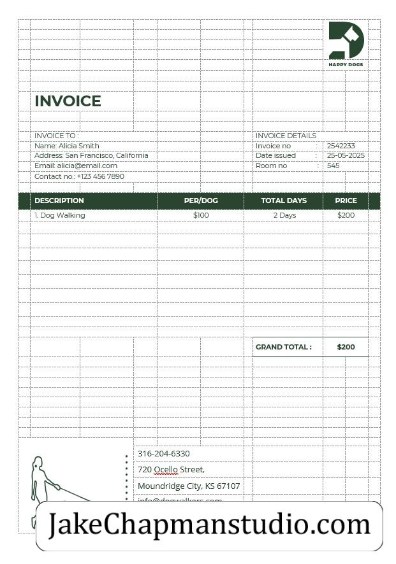 HAPPY DOGS
INVOICE
INVOICE TO :
Name: Alicia Smith
Address: San Francisco, California
Email: alicia@email.com
Contact no.: +123 456 7890
INVOICE DETAILS
Invoice no : 2542233
Date issued : 25-05-2025
Room no : 545
DESCRIPTION PER/DOG TOTAL DAYS PRICE
1. Dog Walking $100 2 Days $200
GRAND TOTAL : $200
316-204-6330
720 Ocello Street,
Moundridge City, KS 67107
JakeChapmanstudio.com